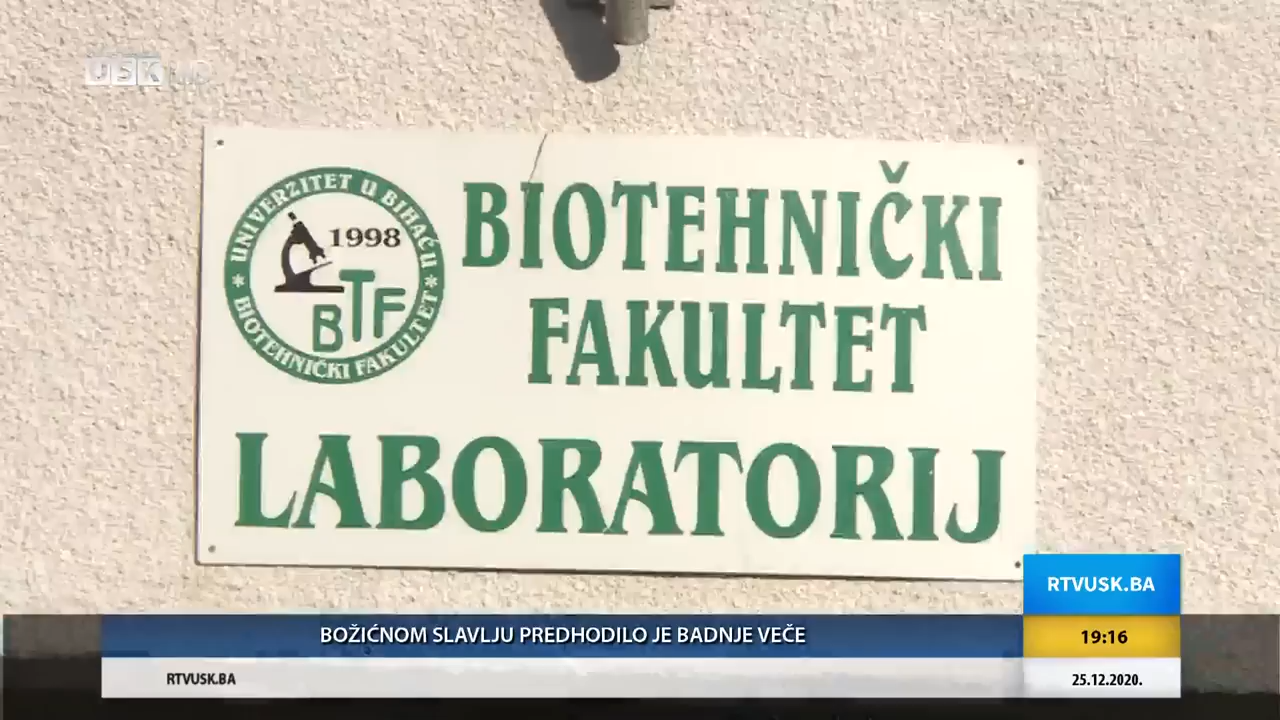 USK
UNIVERZITET U BIHAĆU
1998
BTF
* BIOTEHNIČKI FAKULTET *
BIOTEHNIČKI
FAKULTET
LABORATORIJ
RTVUSK.BA
BOŽIĆNOM SLAVLJU PREDHODILO JE BADNJE VEČE
19:16
RTVUSK.BA
25.12.2020.